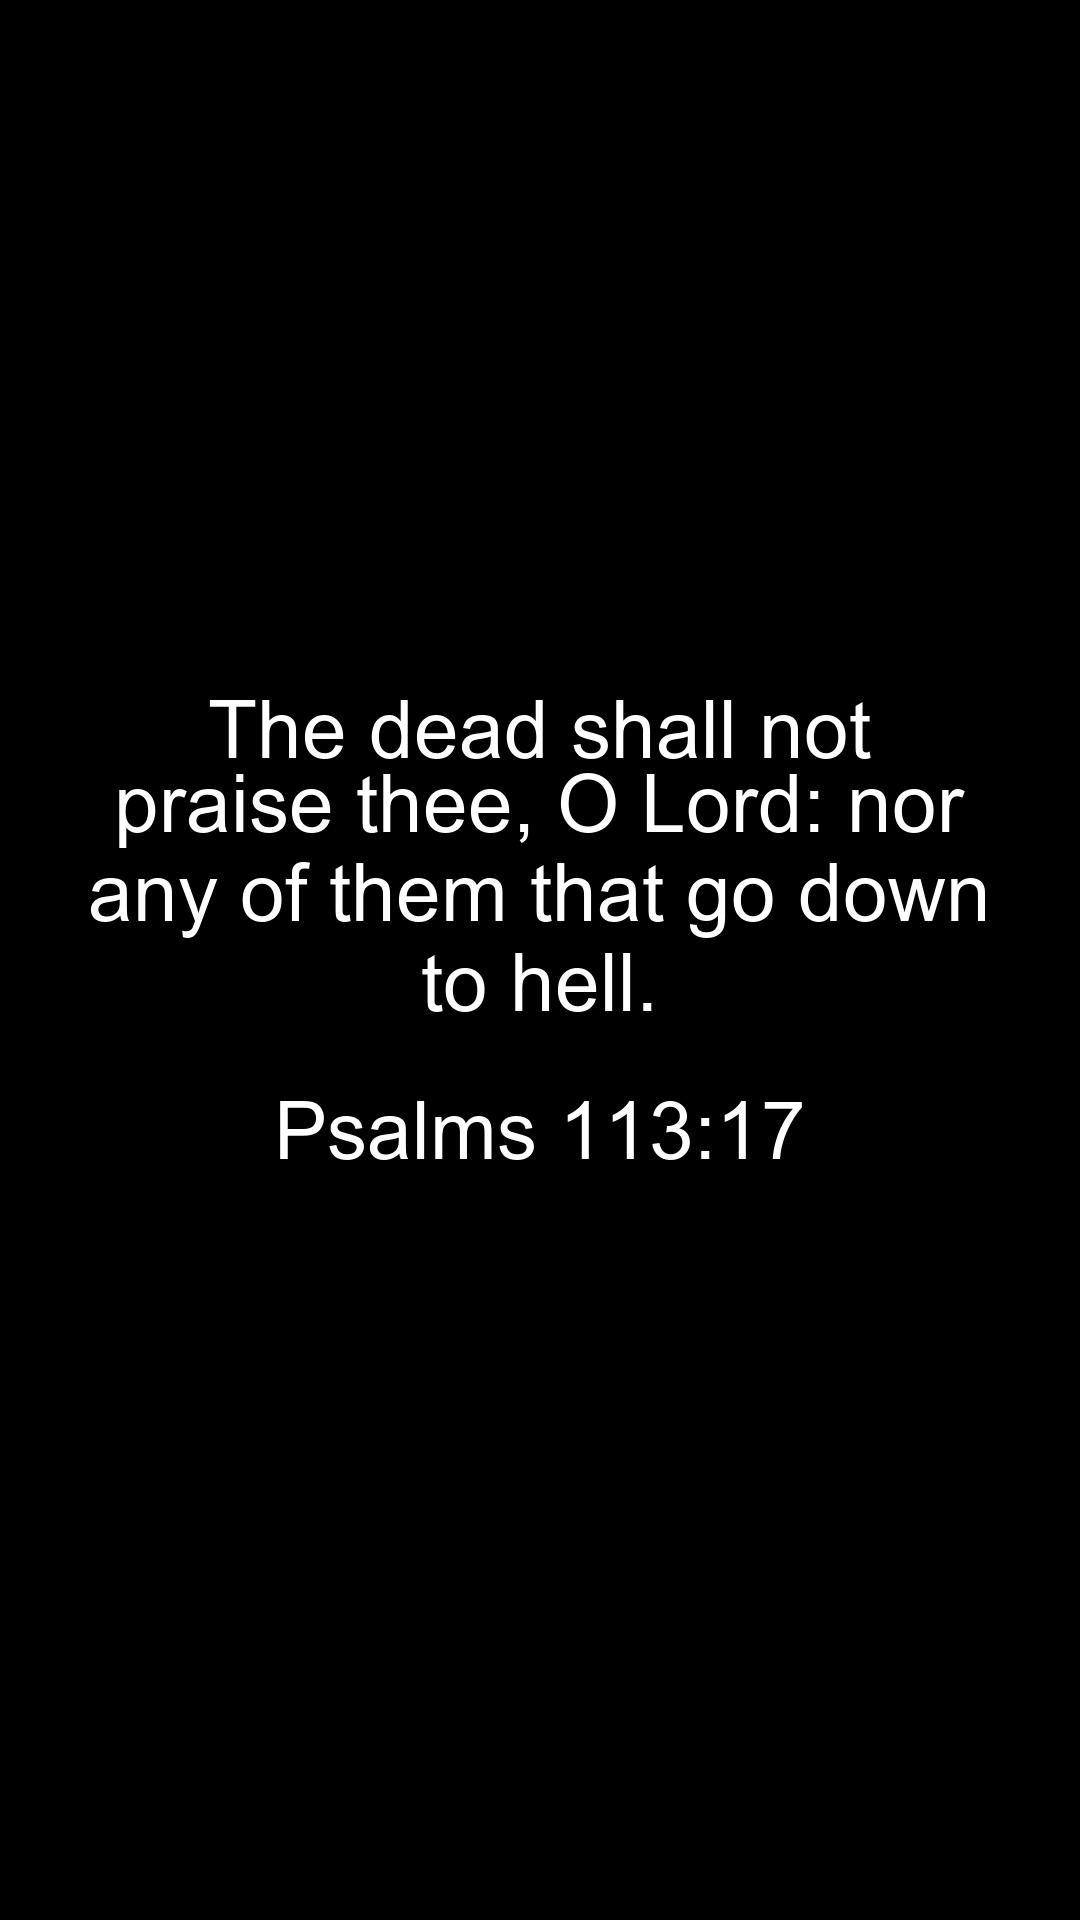 The dead shall not
praise thee, O Lord: nor
any of them that go down
to hell.
Psalms 113:17